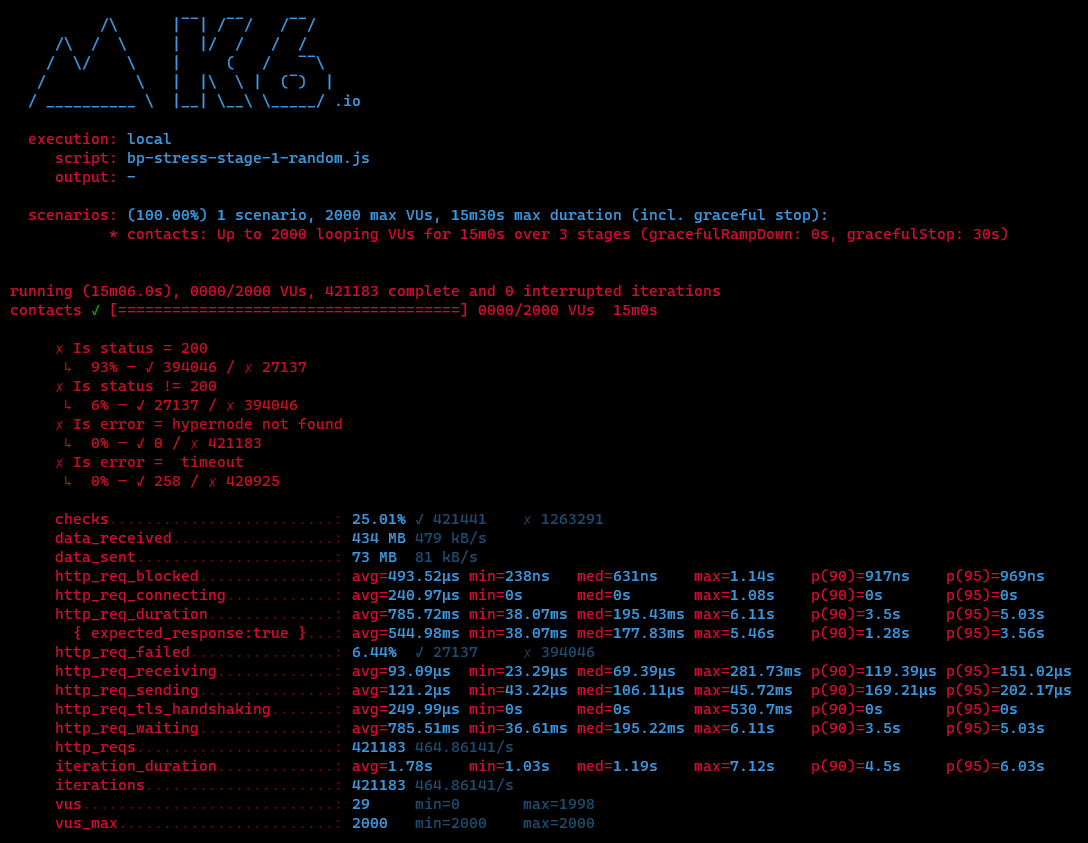 /\      |‾‾| /‾‾/   /‾‾/
     /\  /  \     |  |/  /   /  /
    /  \/    \    |     (   /   ‾‾\
   /          \   |  |\  \ |  (‾)  |
  / __________ \  |__| \__\ \_____/ .io
  execution: local
     script: bp-stress-stage-1-random.js
     output: -
  scenarios: (100.00%) 1 scenario, 2000 max VUs, 15m30s max duration (incl. graceful stop):
           * contacts: Up to 2000 looping VUs for 15m0s over 3 stages (gracefulRampDown: 0s, gracefulStop: 30s)
running (15m06.0s), 0000/2000 VUs, 421183 complete and 0 interrupted iterations
contacts ✓ [======================================] 0000/2000 VUs  15m0s
     ✗ Is status = 200
      ↳  93% — ✓ 394046 / ✗ 27137
     ✗ Is status != 200
      ↳  6% — ✓ 27137 / ✗ 394046
     ✗ Is error = hypernode not found
      ↳  0% — ✓ 0 / ✗ 421183
     ✗ Is error =  timeout
      ↳  0% — ✓ 258 / ✗ 420925
     checks.........................: 25.01% ✓ 421441    ✗ 1263291
     data_received..................: 434 MB 479 kB/s
     data_sent......................: 73 MB  81 kB/s
     http_req_blocked...............: avg=493.52µs min=238ns   med=631ns    max=1.14s    p(90)=917ns    p(95)=969ns
     http_req_connecting............: avg=240.97µs min=0s      med=0s       max=1.08s    p(90)=0s       p(95)=0s
     http_req_duration..............: avg=785.72ms min=38.07ms med=195.43ms max=6.11s    p(90)=3.5s     p(95)=5.03s
       { expected_response:true }...: avg=544.98ms min=38.07ms med=177.83ms max=5.46s    p(90)=1.28s    p(95)=3.56s
     http_req_failed................: 6.44%  ✓ 27137     ✗ 394046
     http_req_receiving.............: avg=93.09µs  min=23.29µs med=69.39µs  max=281.73ms p(90)=119.39µs p(95)=151.02µs
     http_req_sending...............: avg=121.2µs  min=43.22µs med=106.11µs max=45.72ms  p(90)=169.21µs p(95)=202.17µs
     http_req_tls_handshaking.......: avg=249.99µs min=0s      med=0s       max=530.7ms  p(90)=0s       p(95)=0s
     http_req_waiting...............: avg=785.51ms min=36.61ms med=195.22ms max=6.11s    p(90)=3.5s     p(95)=5.03s
     http_reqs......................: 421183 464.86141/s
     iteration_duration.............: avg=1.78s    min=1.03s   med=1.19s    max=7.12s    p(90)=4.5s     p(95)=6.03s
     iterations.....................: 421183 464.86141/s
     vus............................: 29     min=0       max=1998
     vus_max........................: 2000   min=2000    max=2000